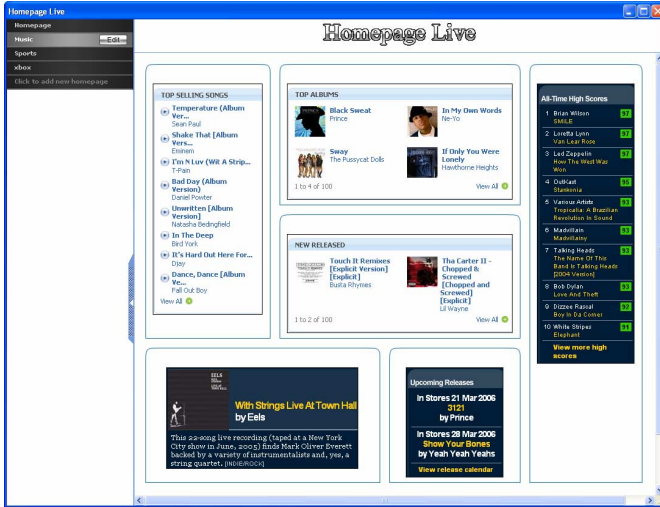 Homepage Live
Homepage
Music
Edit
Sports
xbox
Click to add new homepage
Homepage Live
TOP SELLING SONGS
Temperature (Album
Ver...
Sean Paul
Shake That [Album
Vers...
Eminem
I'm N Luv (Wit A Strip...
T-Pain
Bad Day (Album
Version)
Daniel Powter
Unwritten [Album
Version]
Natasha Bedingfield
In The Deep
Bird York
It's Hard Out Here For...
Djay
Dance, Dance [Album
Ve...
Fall Out Boy
View All
TOP ALBUMS
Black Sweat
Prince
In My Own Words
Ne-Yo
Sway
The Pussycat Dolls
If Only You Were
Lonely
Hawthorne Heights
1 to 4 of 100
View All
NEW RELEASED
Touch It Remixes
[Explicit Version]
[Explicit]
Busta Rhymes
Tha Carter II -
Chopped &
Screwed
[Chopped and
Screwed]
[Explicit]
Lil Wayne
1 to 2 of 100
View All
All-Time High Scores
1 Brian Wilson 97
SMiLE
2 Loretta Lynn 97
Van Lear Rose
3 Led Zeppelin 97
How The West Was
Won
4 OutKast 95
Stankonia
5 Various Artists 93
Tropicalia: A Brazilian
Revolution In Sound
6 Madvillain 93
Madvillainy
7 Talking Heads 93
The Name Of This
Band Is Talking Heads
[2004 Version]
8 Bob Dylan 93
Love And Theft
9 Dizzee Rascal 92
Boy In Da Corner
10 White Stripes 91
Elephant
View more high
scores
EELS
With Strings Live At Town Hall
by Eels
This 22-song live recording (taped at a New York
City show in June, 2005) finds Mark Oliver Everett
backed by a variety of instrumentalists and, yes, a
string quartet. [INDIE/ROCK]
Upcoming Releases
In Stores 21 Mar 2006
3121
by Prince
In Stores 28 Mar 2006
Show Your Bones
by Yeah Yeah Yeahs
View release calendar